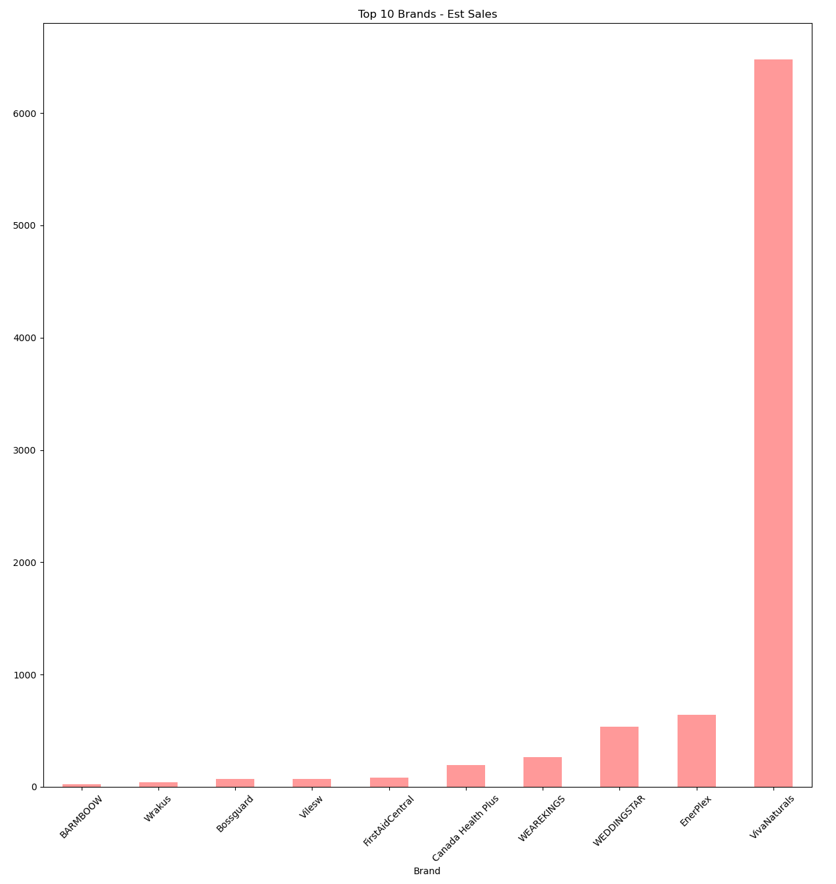 Top 10 Brands - Est Sales
6000
5000
4000
3000
2000
1000
0
BARMBOOW
Wrakus
Bossguard
Vilesw
FirstAidCentral
Canada Health Plus
WEAREKINGS
WEDDINGSTAR
EnerPlex
VivaNaturals
Brand